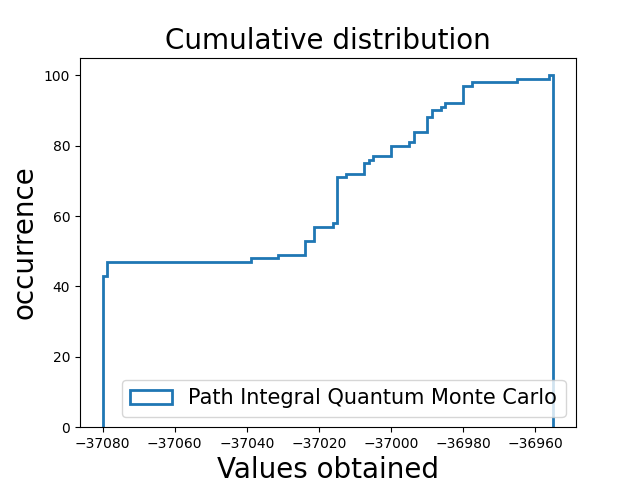 Cumulative distribution
100
80
60
40
20
0
occurrence
Path Integral Quantum Monte Carlo
−37080 −37060 −37040 −37020 −37000 −36980 −36960
Values obtained